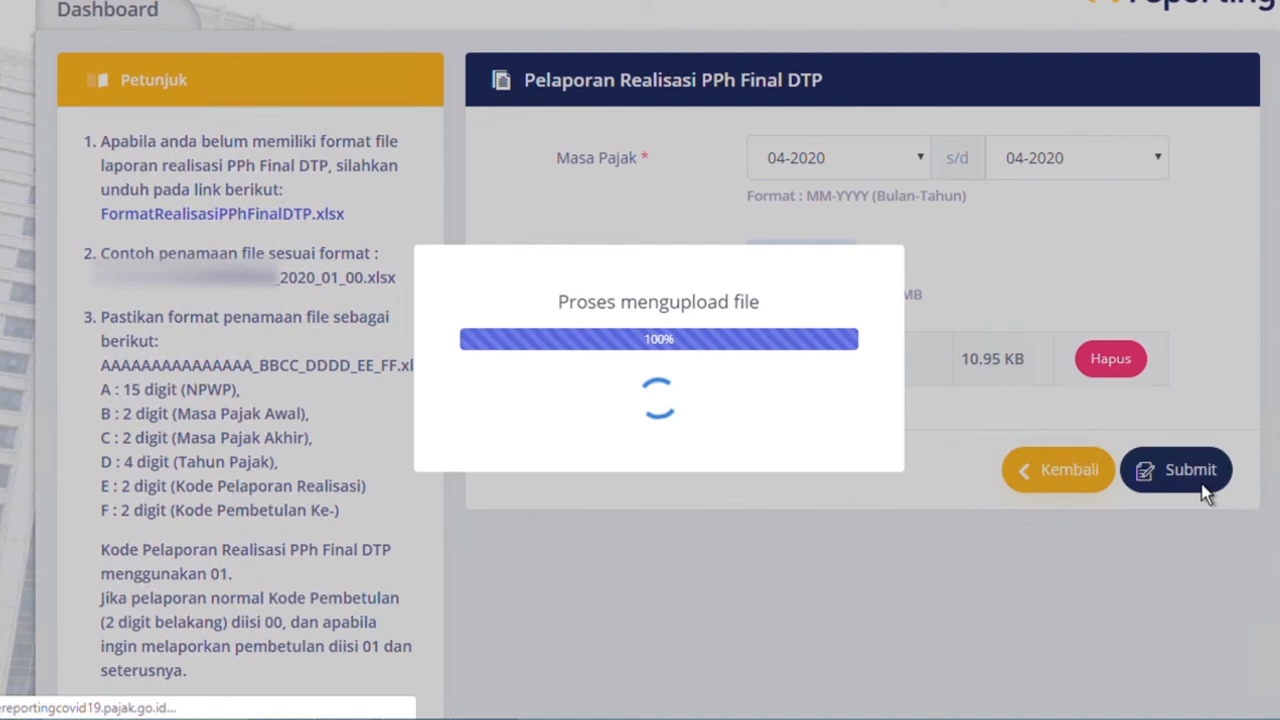 Dashboard
reporting
Petunjuk
1. Apabila anda belum memiliki format file
laporan realisasi PPh Final DTP, silahkan
unduh pada link berikut:
FormatRealisasiPPhFinalDTP.xlsx
2. Contoh penamaan file sesuai format :
_2020_01_00.xlsx
3. Pastikan format penamaan file sebagai
berikut:
AAAAAAAAAAAAAAA_BBCC_DDDD_EE_FF.xl
A : 15 digit (NPWP),
B : 2 digit (Masa Pajak Awal),
C : 2 digit (Masa Pajak Akhir),
D : 4 digit (Tahun Pajak),
E : 2 digit (Kode Pelaporan Realisasi)
F : 2 digit (Kode Pembetulan Ke-)
Kode Pelaporan Realisasi PPh Final DTP
menggunakan 01.
Jika pelaporan normal Kode Pembetulan
(2 digit belakang) diisi 00, dan apabila
ingin melaporkan pembetulan diisi 01 dan
seterusnya.
Pelaporan Realisasi PPh Final DTP
Masa Pajak * 04-2020 s/d 04-2020
Format : MM-YYYY (Bulan-Tahun)
MB
Proses mengupload file
100%
10.95 KB Hapus
Kembali Submit
ereportingcovid19.pajak.go.id...